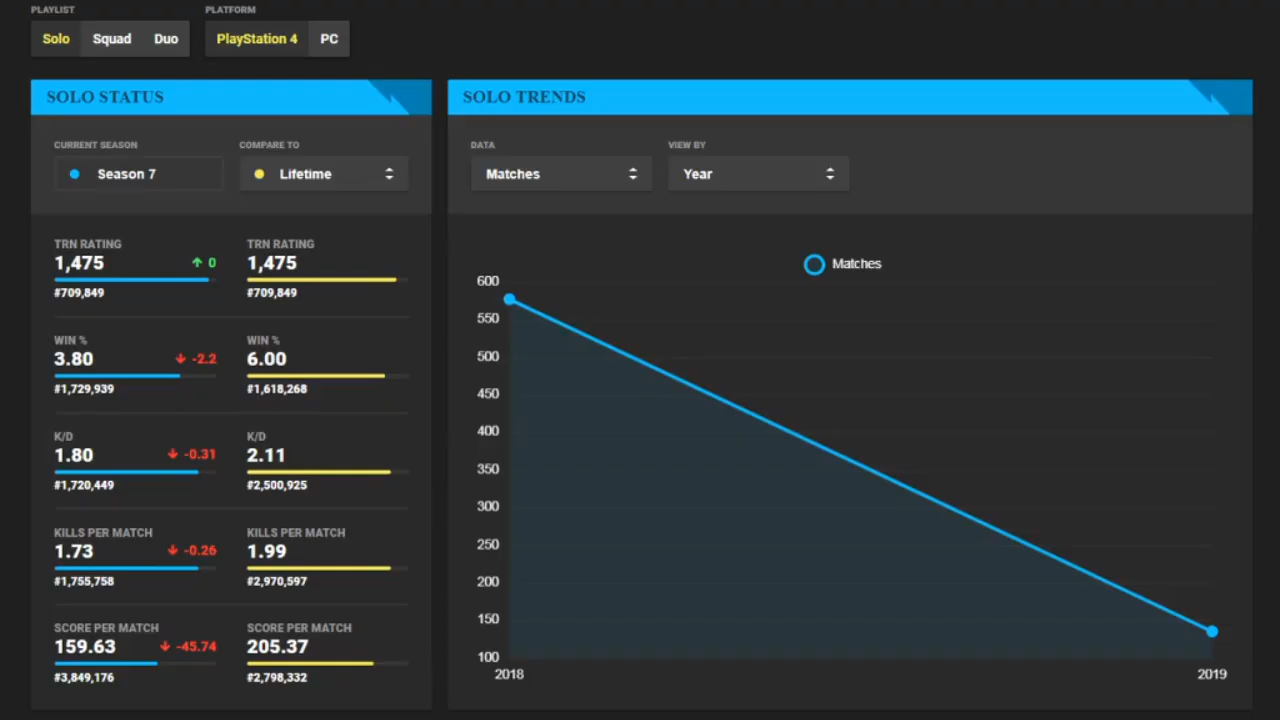 PLAYLIST
PLATFORM
Solo Squad Duo
PlayStation 4 PC
SOLO STATUS
CURRENT SEASON
COMPARE TO
Season 7
Lifetime
TRN RATING
1,475
0
#709,849
TRN RATING
1,475
#709,849
WIN %
3.80
-2.2
#1,729,939
WIN %
6.00
#1,618,268
K/D
1.80
-0.31
#1,720,449
K/D
2.11
#2,500,925
KILLS PER MATCH
1.73
-0.26
#1,755,758
KILLS PER MATCH
1.99
#2,970,597
SCORE PER MATCH
159.63
-45.74
#3,849,176
SCORE PER MATCH
205.37
#2,798,332
SOLO TRENDS
DATA
VIEW BY
Matches
Year
Matches
600
550
500
450
400
350
300
250
200
150
100
2018
2019